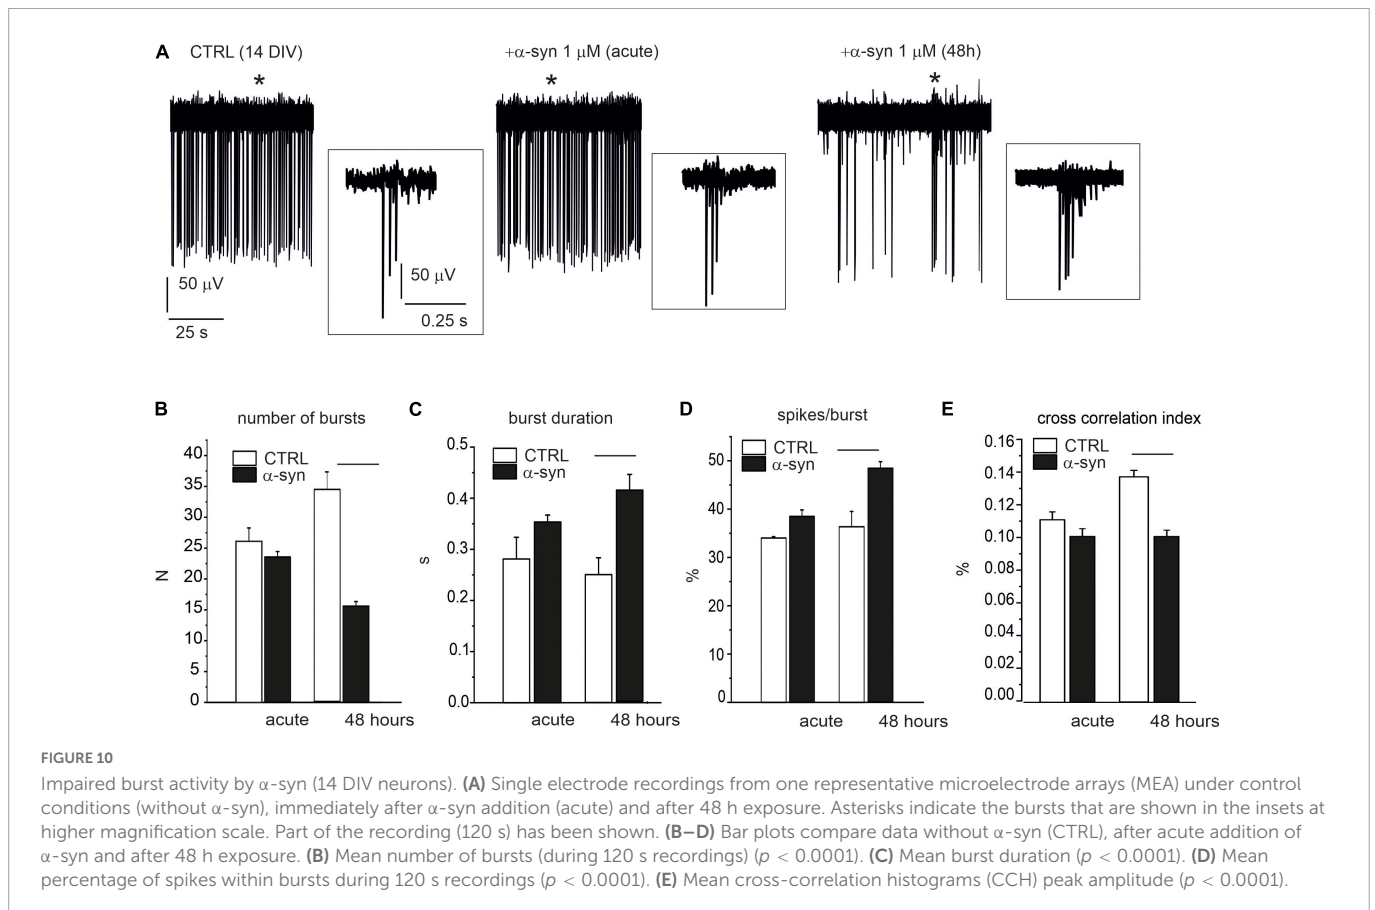 A CTRL (14 DIV) +α-syn 1 μM (acute) +α-syn 1 μM (48h)
* * *
50 μV
25 s
50 μV
0.25 s
B number of bursts
CTRL
α-syn
N
40
35
30
25
20
15
10
5
0
acute 48 hours
C burst duration
CTRL
α-syn
s
0.5
0.4
0.3
0.2
0.1
0.0
acute 48 hours
D spikes/burst
CTRL
α-syn
%
50
40
30
20
10
0
acute 48 hours
E cross correlation index
CTRL
α-syn
%
0.16
0.14
0.12
0.10
0.08
0.06
0.04
0.02
0.00
acute 48 hours
FIGURE 10
Impaired burst activity by α-syn (14 DIV neurons). (A) Single electrode recordings from one representative microelectrode arrays (MEA) under control
conditions (without α-syn), immediately after α-syn addition (acute) and after 48 h exposure. Asterisks indicate the bursts that are shown in the insets at
higher magnification scale. Part of the recording (120 s) has been shown. (B–D) Bar plots compare data without α-syn (CTRL), after acute addition of
α-syn and after 48 h exposure. (B) Mean number of bursts (during 120 s recordings) (p < 0.0001). (C) Mean burst duration (p < 0.0001). (D) Mean
percentage of spikes within bursts during 120 s recordings (p < 0.0001). (E) Mean cross-correlation histograms (CCH) peak amplitude (p < 0.0001).